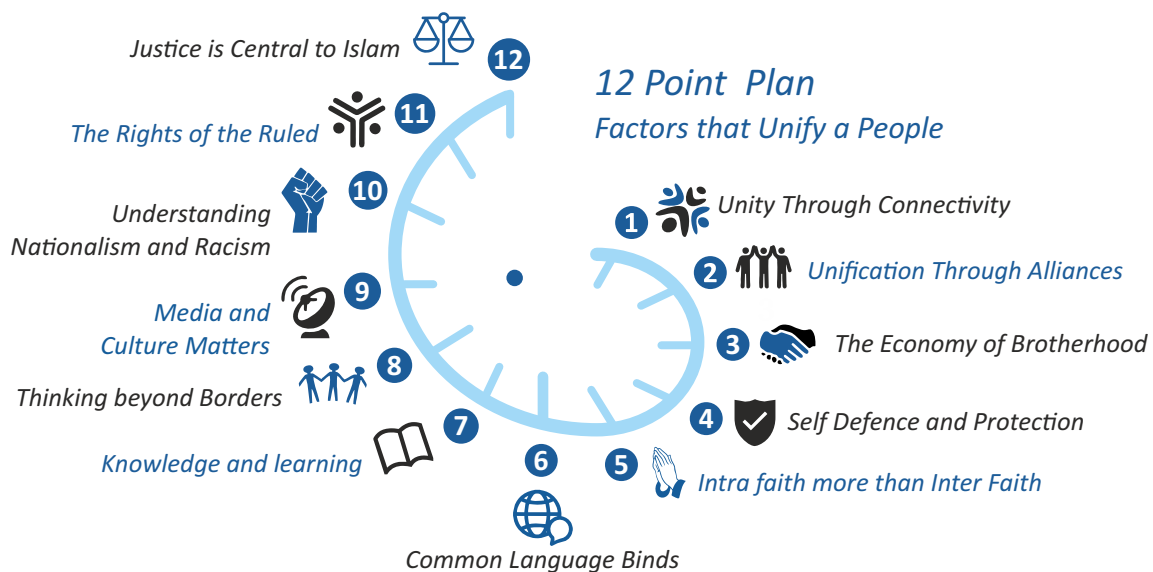 12 Point Plan
Factors that Unify a People
1
Unity Through Connectivity
2
Unification Through Alliances
3
The Economy of Brotherhood
4
Self Defence and Protection
5
Intra faith more than Inter Faith
6
Common Language Binds
7
Knowledge and learning
8
Thinking beyond Borders
9
Media and
Culture Matters
10
Understanding
Nationalism and Racism
11
The Rights of the Ruled
12
Justice is Central to Islam